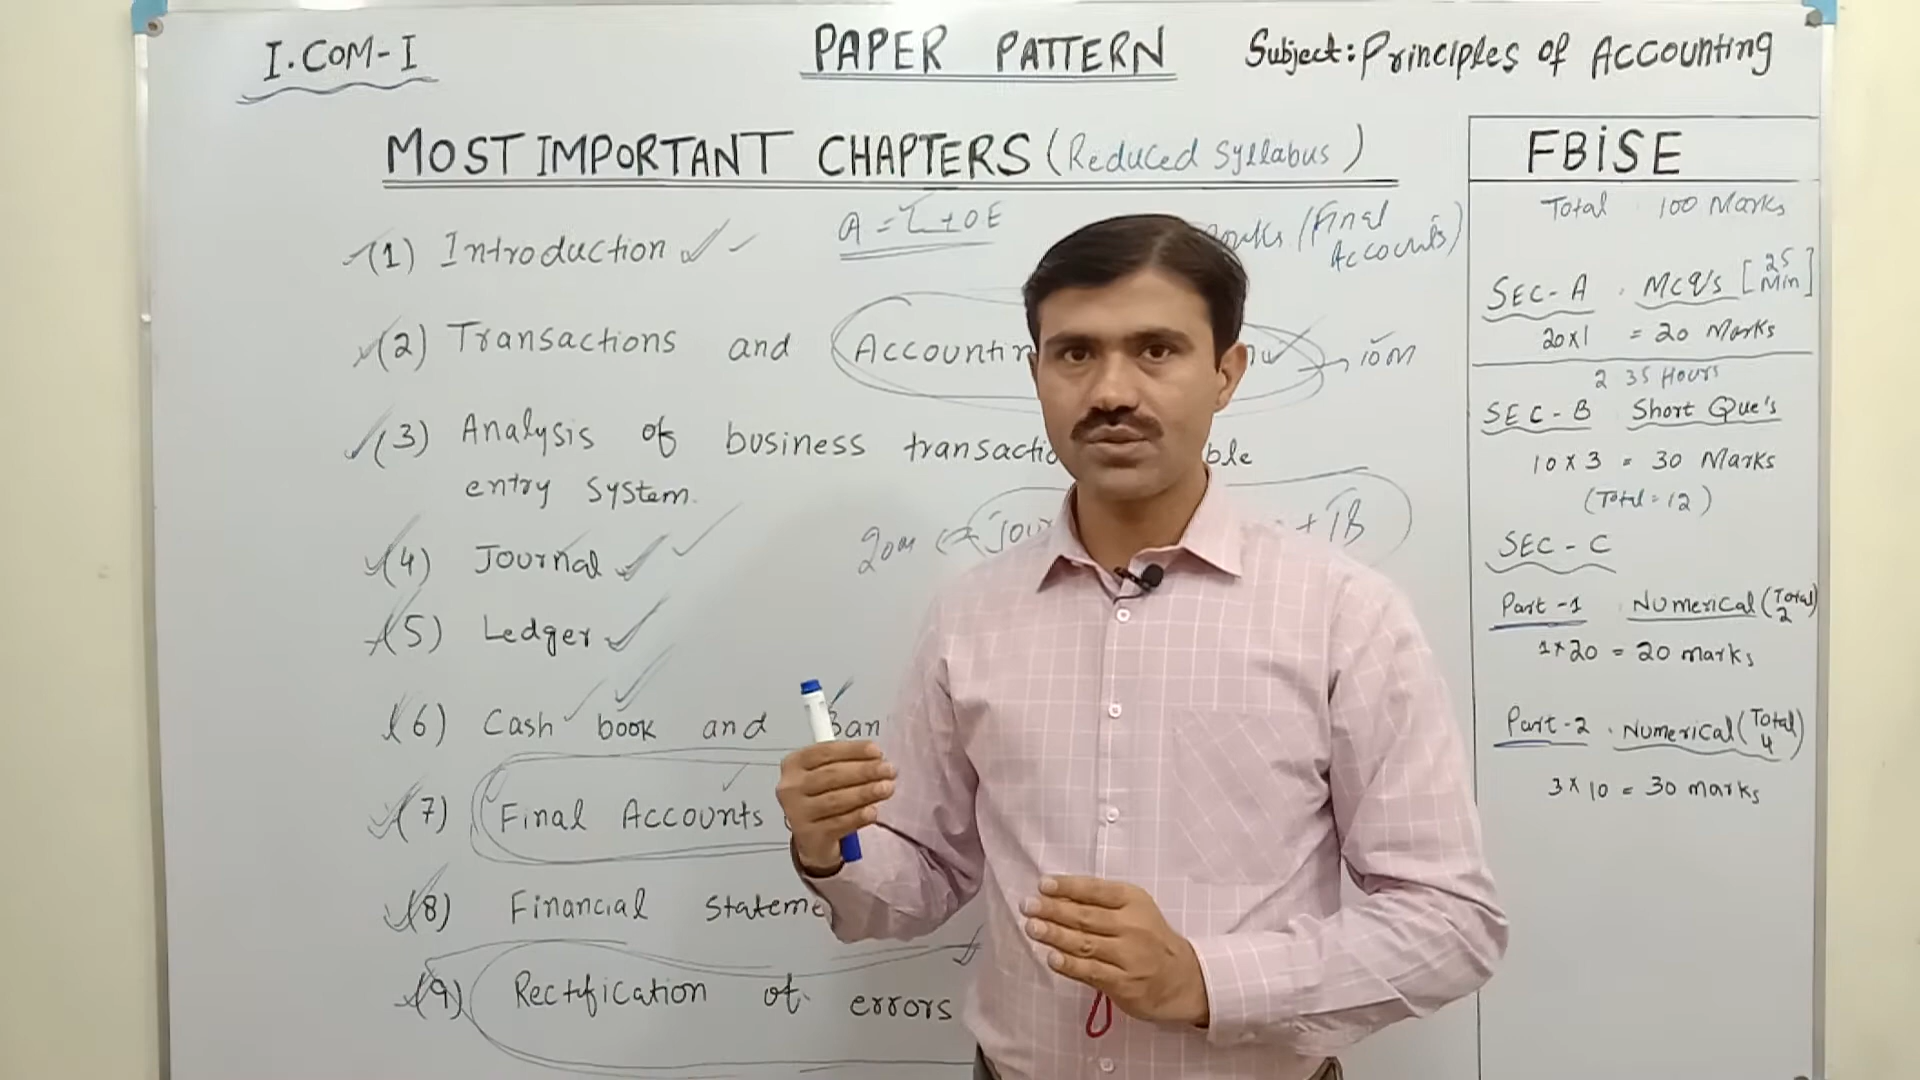 I.COM-I
PAPER PATTERN
Subject: Principles of Accounting
MOST IMPORTANT CHAPTERS (Reduced Syllabus)
(1) Introduction
A = L + OE
(Final Accounts)
(2) Transactions and
10M
(3) Analysis of business
entry system.
20M
+ TB
(4) Journal
(5) Ledger
(6) Cash book and
(7) Final Accounts
(8) Financial
(9) Rectification of errors
FBiSE
Total 100 Marks
SEC-A MCQ's [25 Min]
20x1 = 20 Marks
2 35 Hours
SEC-B Short Que's
10 x 3 = 30 Marks
(Total = 12)
SEC-C
Part-1 Numerical (Total 2)
1*20 = 20 marks
Part-2 Numerical (Total 4)
3 x 10 = 30 marks